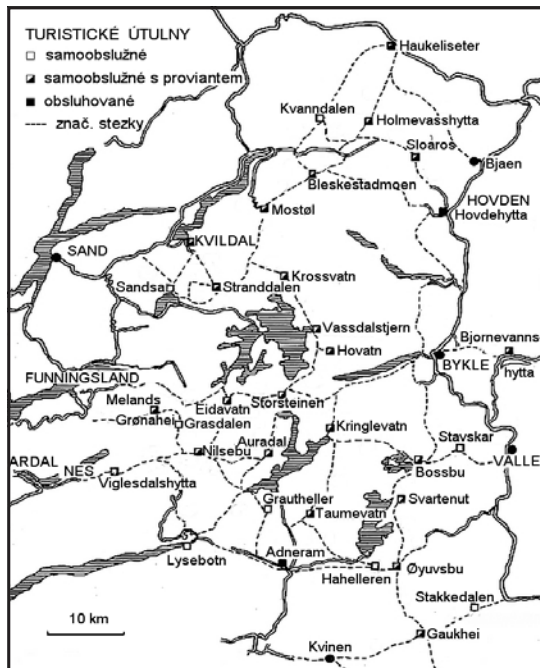 TURISTICKÉ ÚTULNY
samoobslužné
samoobslužné s proviantem
obsluhované
znač. stezky
Haukeliseter
Kvanndalen
Holmevasshytta
Sloaros
Bjaen
Bleskestadmoen
HOVDEN
Hovdehytta
Mostøl
KVILDAL
SAND
Krossvatn
Sandsa
Stranddalen
Vassdalstjern
Bjornevanns
Hovatn
BYKLE
hytta
FUNNINGSLAND
Melands
Eidavatn
Storsteinen
Grønahei
Grasdalen
Kringlevatn
Stavskar
Auradal
Nilsebu
VALLE
ARDAL
NES
Bossbu
Viglesdalshytta
Svartenut
Grautheller
Taumevatn
Lysebotn
Adneram
Hahelleren
Øyuvsbu
Stakkedalen
10 km
Gaukhei
Kvinen